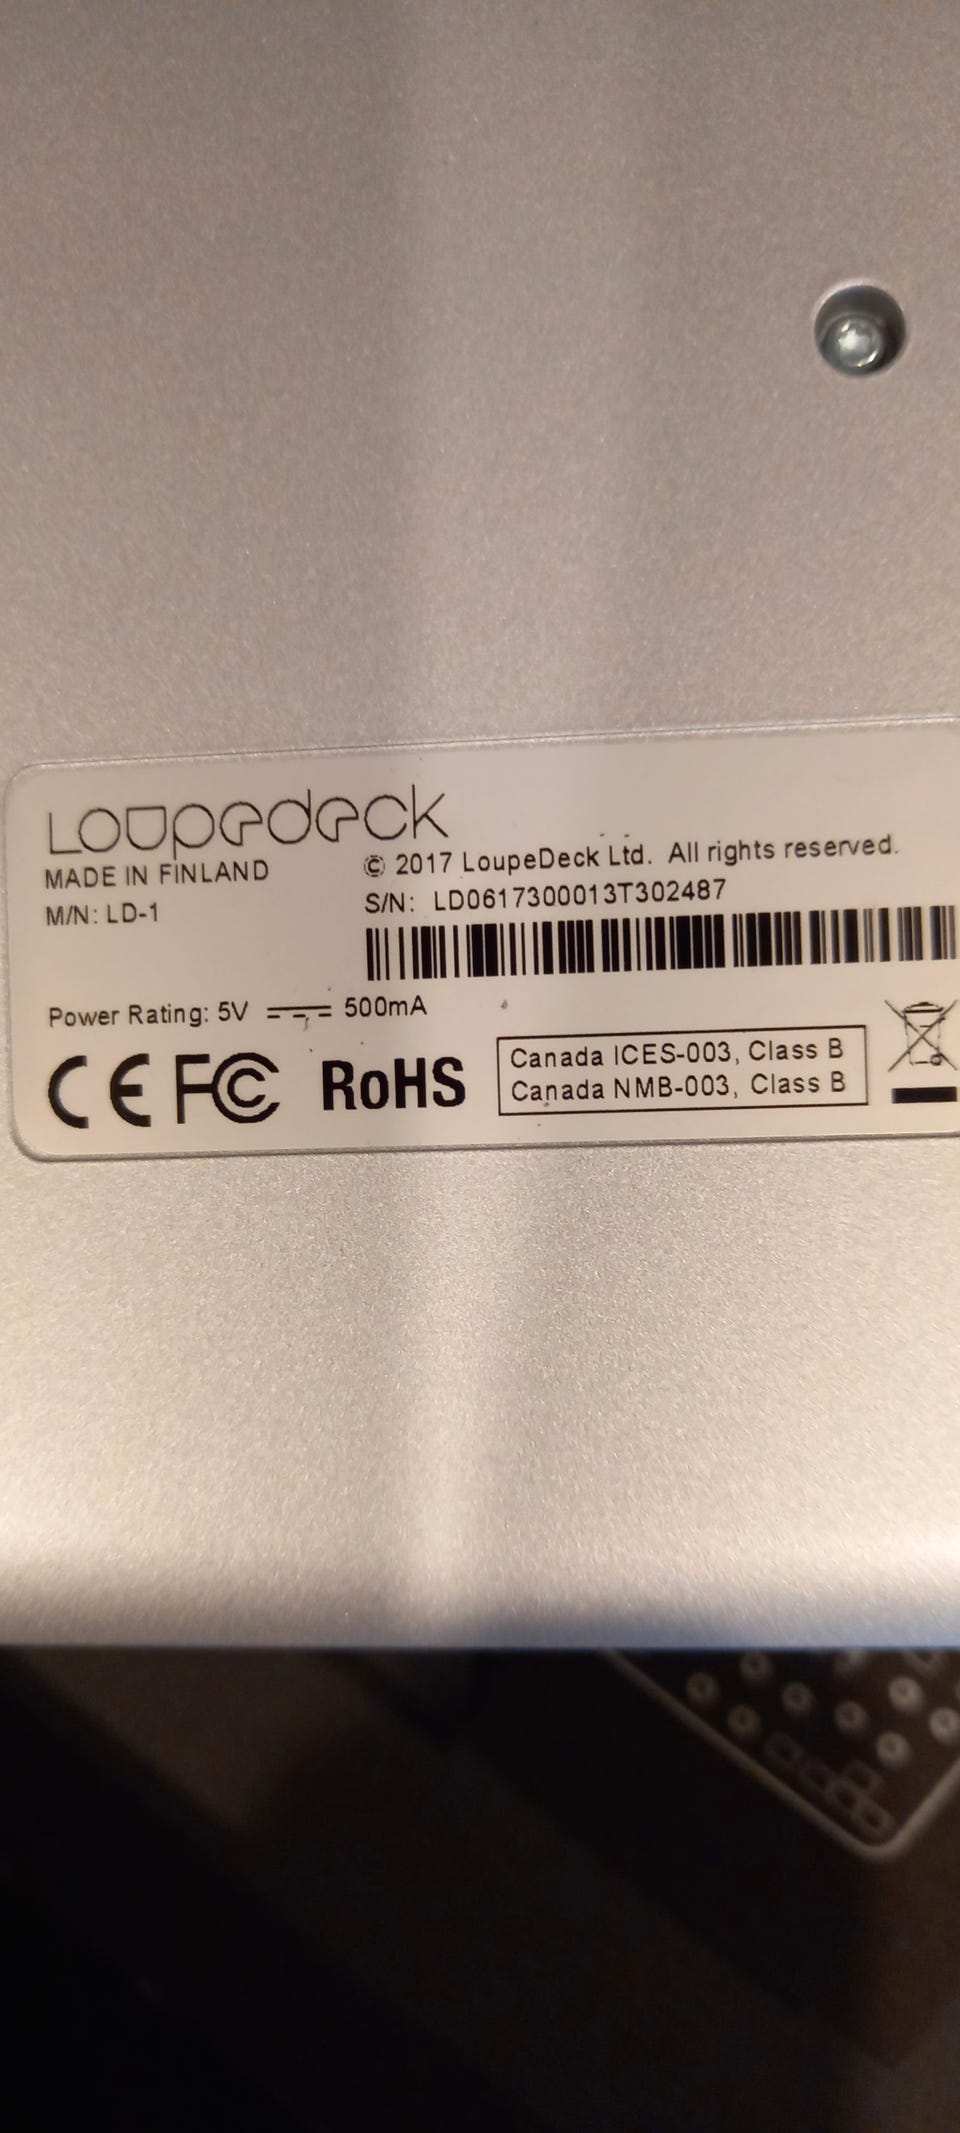 Loupedeck
MADE IN FINLAND
© 2017 LoupeDeck Ltd. All rights reserved.
M/N: LD-1
S/N: LD0617300013T302487
Power Rating: 5V ⎓ 500mA
CE FC RoHS
Canada ICES-003, Class B
Canada NMB-003, Class B